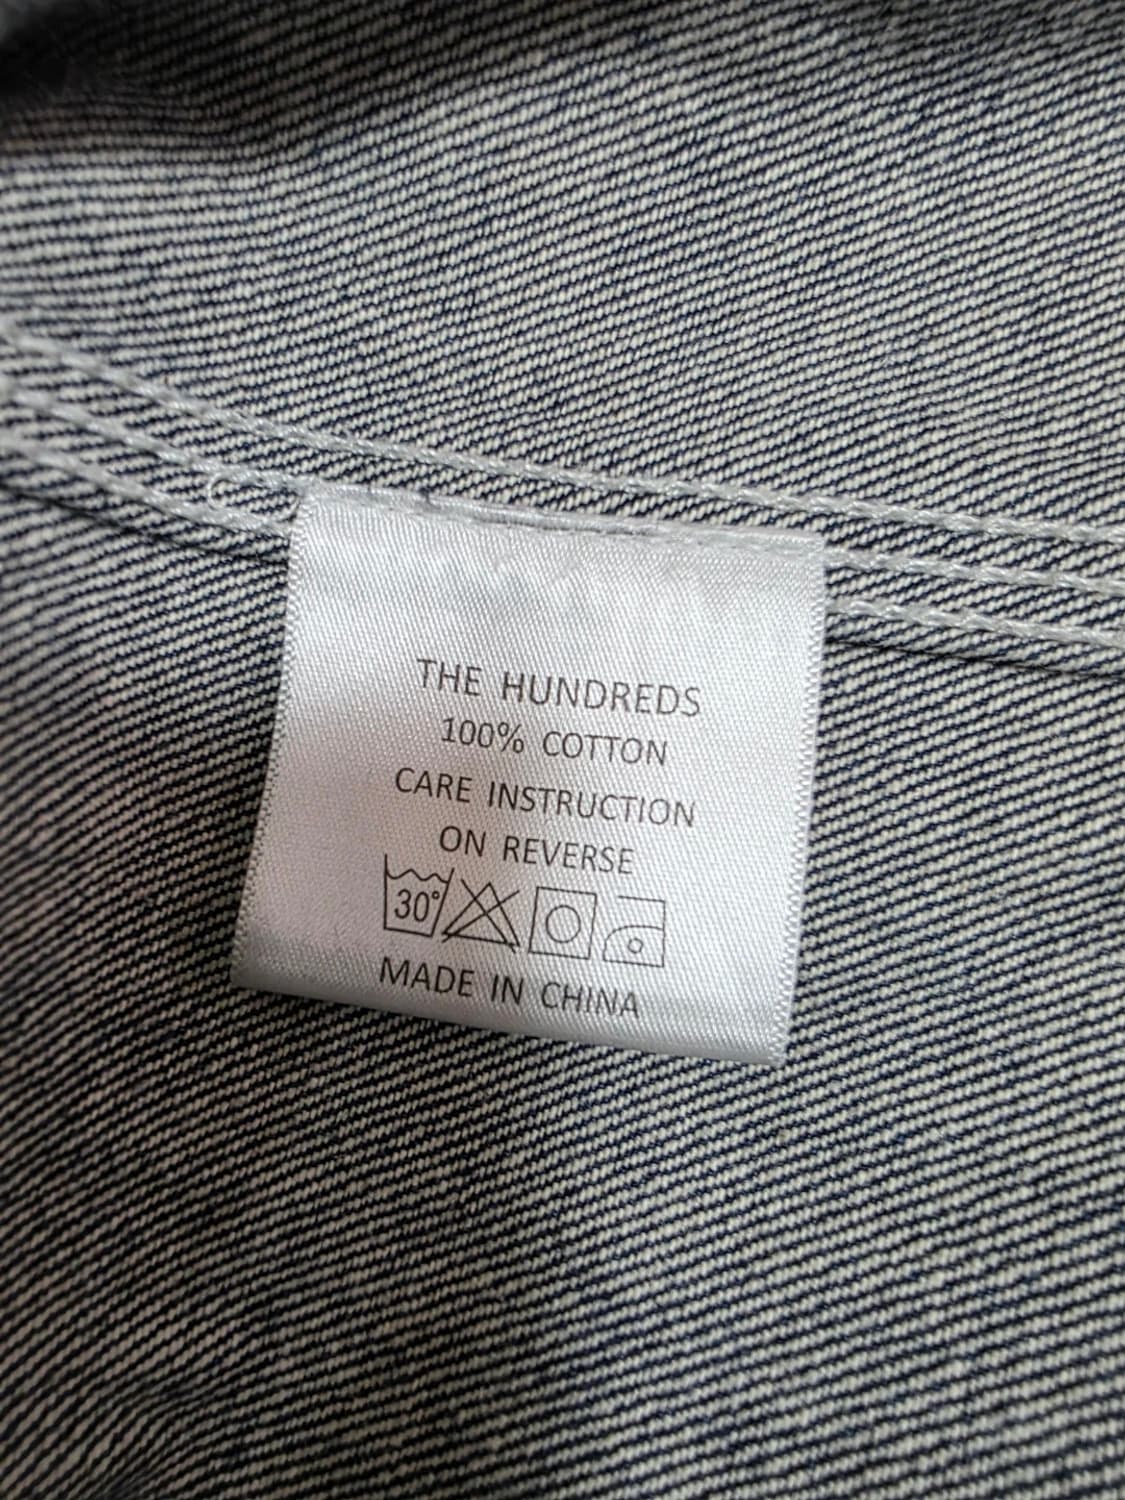 THE HUNDREDS
100% COTTON
CARE INSTRUCTION
ON REVERSE
30°
MADE IN CHINA